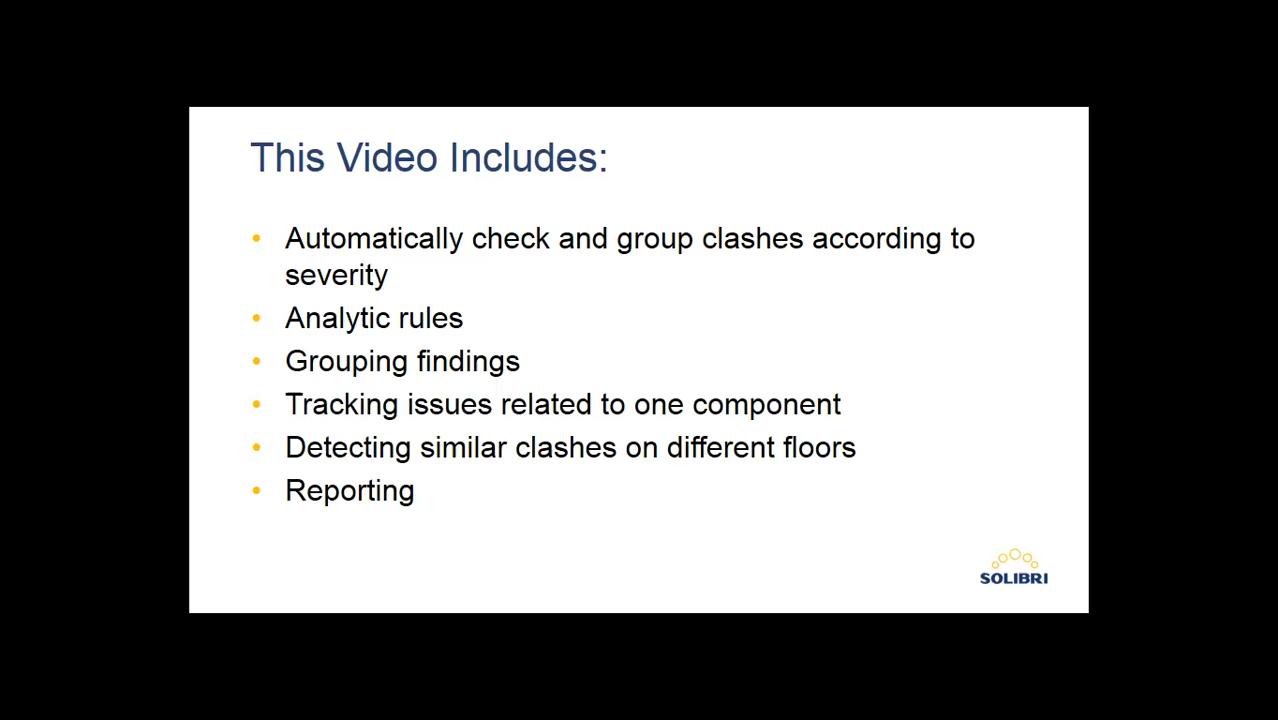 This Video Includes:
• Automatically check and group clashes according to
severity
• Analytic rules
• Grouping findings
• Tracking issues related to one component
• Detecting similar clashes on different floors
• Reporting
SOLIBRI